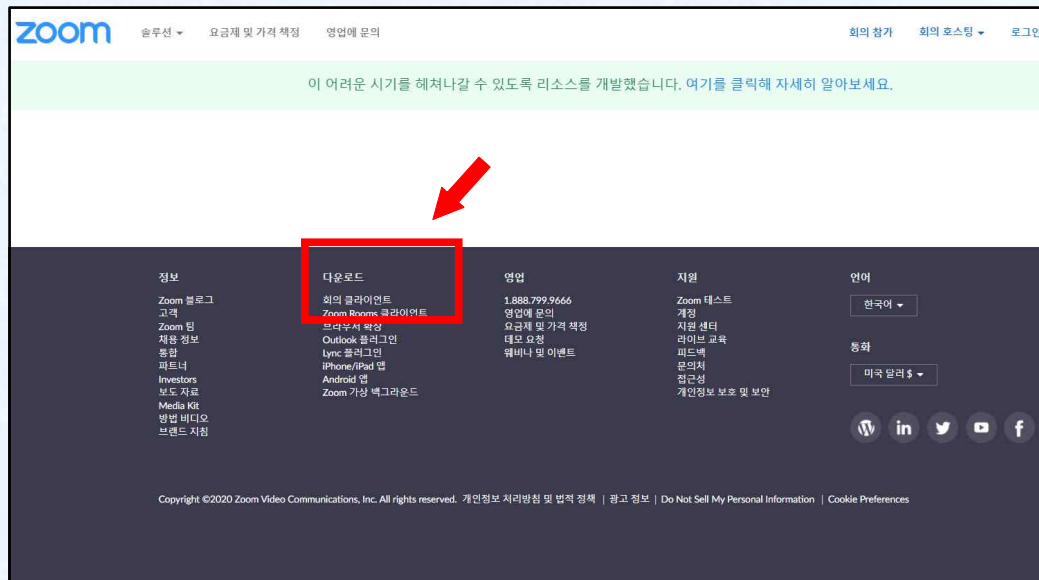 zoom 솔루션 요금제 및 가격 책정 영업에 문의 회의 참가 회의 호스팅 로그인
이 어려운 시기를 헤쳐나갈 수 있도록 리소스를 개발했습니다. 여기를 클릭해 자세히 알아보세요.
정보
Zoom 블로그
고객
Zoom 팀
채용 정보
통합
파트너
Investors
보도 자료
Media Kit
방법 비디오
브랜드 지침
다운로드
회의 클라이언트
Zoom Rooms 클라이언트
브라우저 확장
Outlook 플러그인
Lync 플러그인
iPhone/iPad 앱
Android 앱
Zoom 가상 백그라운드
영업
1.888.799.9666
영업에 문의
요금제 및 가격 책정
데모 요청
웨비나 및 이벤트
지원
Zoom 테스트
계정
지원 센터
라이브 교육
피드백
문의처
접근성
개인정보 보호 및 보안
언어
한국어
통화
미국 달러 $
Copyright ©2020 Zoom Video Communications, Inc. All rights reserved. 개인정보 처리방침 및 법적 정책 | 광고 정보 | Do Not Sell My Personal Information | Cookie Preferences